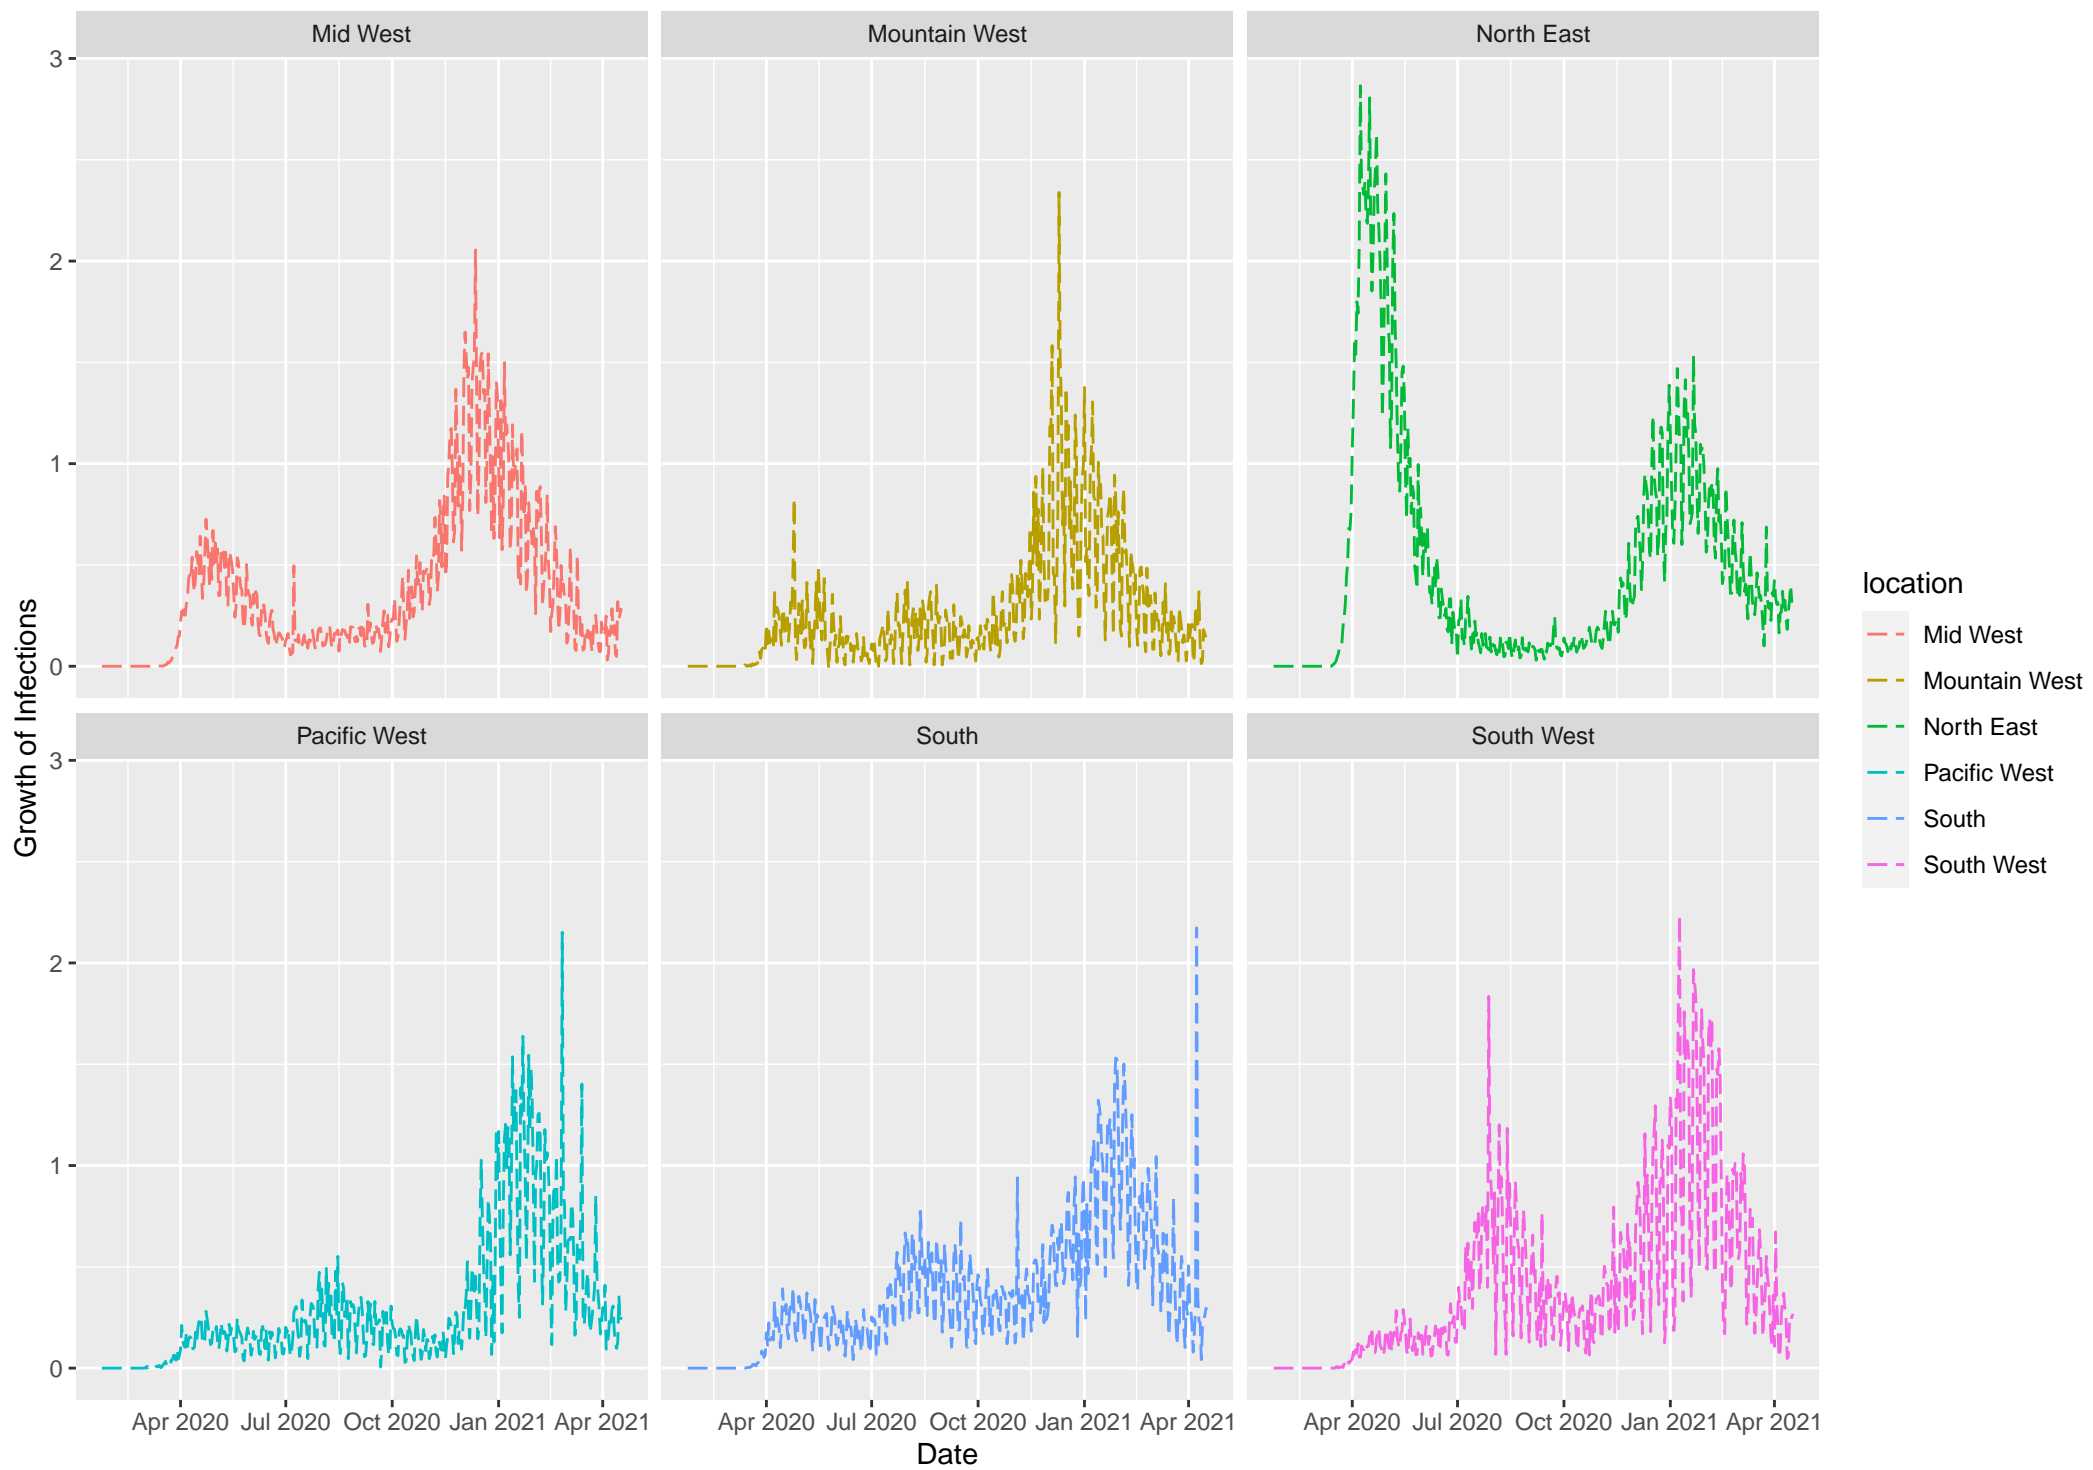 Mid West
Mountain West
North East
3
2
1
0
Pacific West
South
South West
3
2
1
0
Growth of Infections
Apr 2020 Jul 2020 Oct 2020 Jan 2021 Apr 2021
Apr 2020 Jul 2020 Oct 2020 Jan 2021 Apr 2021
Apr 2020 Jul 2020 Oct 2020 Jan 2021 Apr 2021
Date
location
Mid West
Mountain West
North East
Pacific West
South
South West